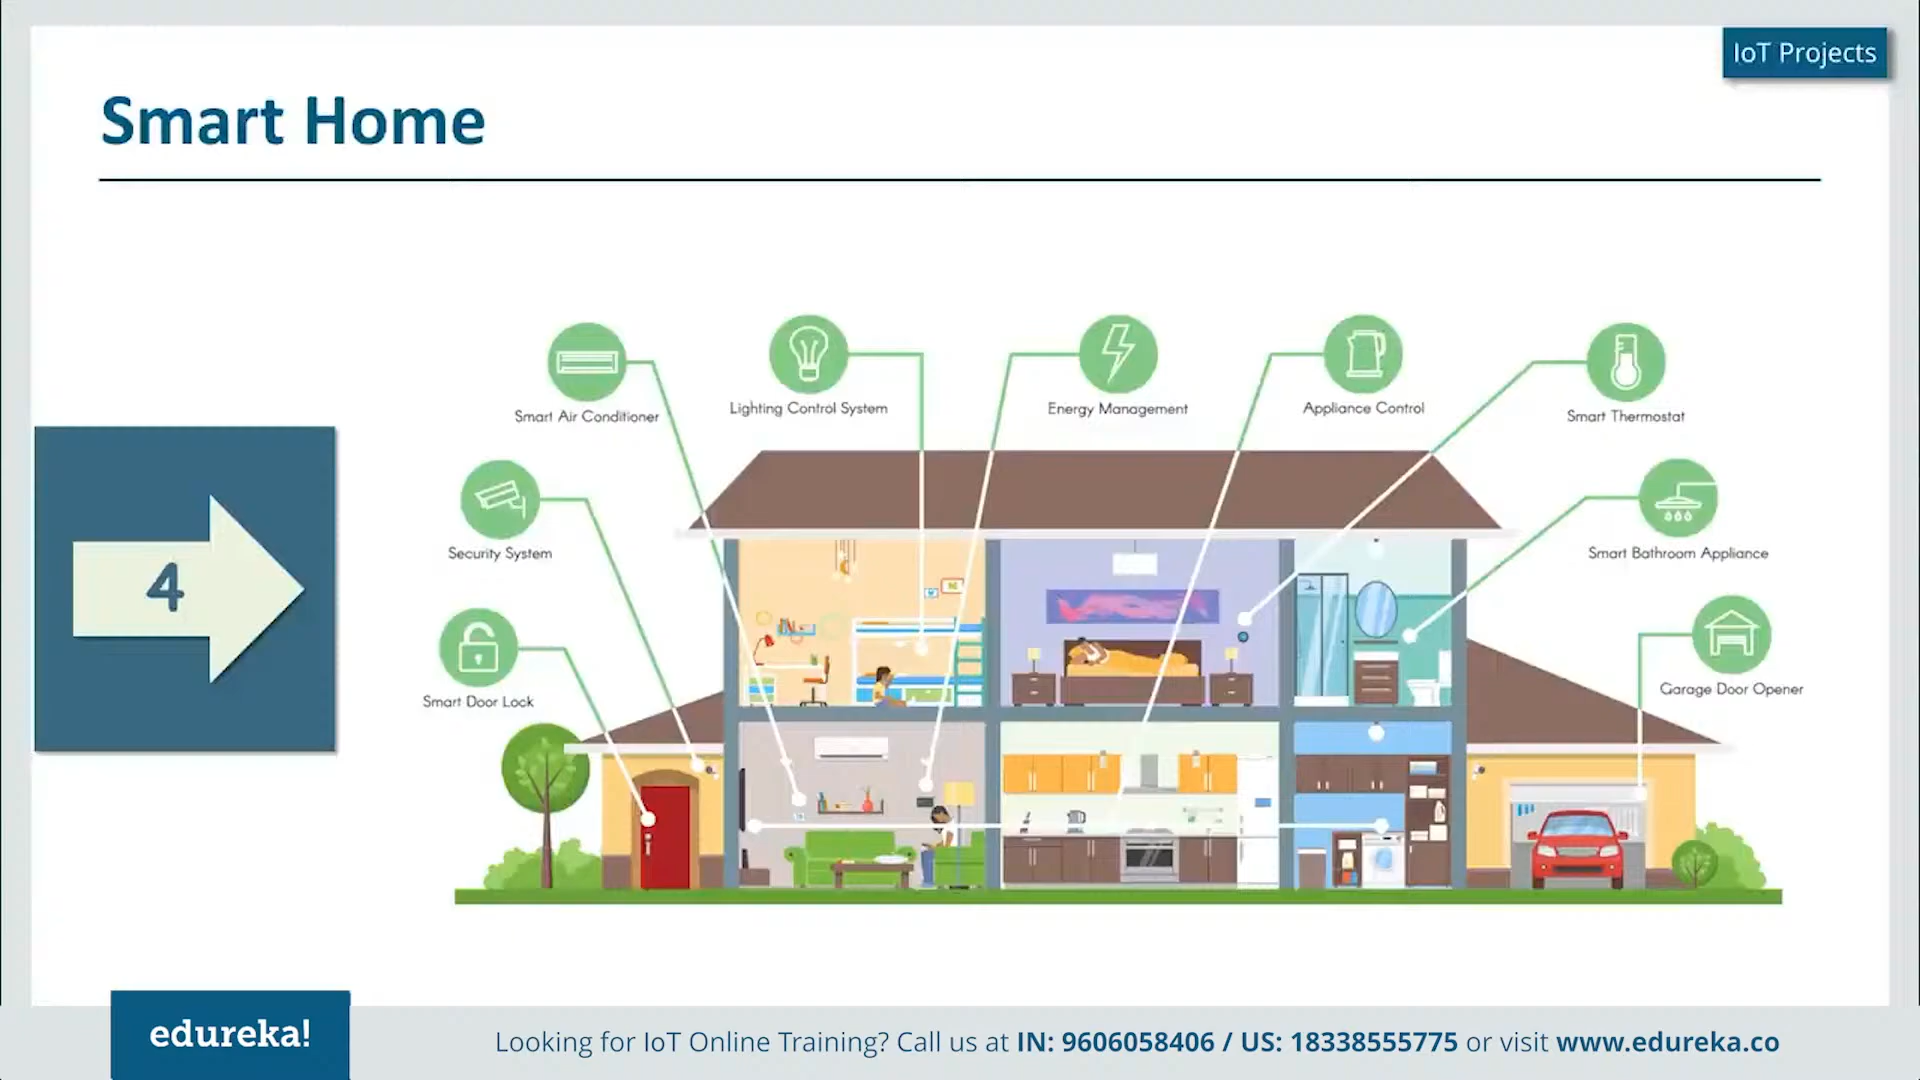 IoT Projects
Smart Home
Smart Air Conditioner
Lighting Control System
Energy Management
Appliance Control
Smart Thermostat
Security System
Smart Bathroom Appliance
4
Smart Door Lock
Garage Door Opener
edureka!
Looking for IoT Online Training? Call us at IN: 9606058406 / US: 18338555775 or visit www.edureka.co